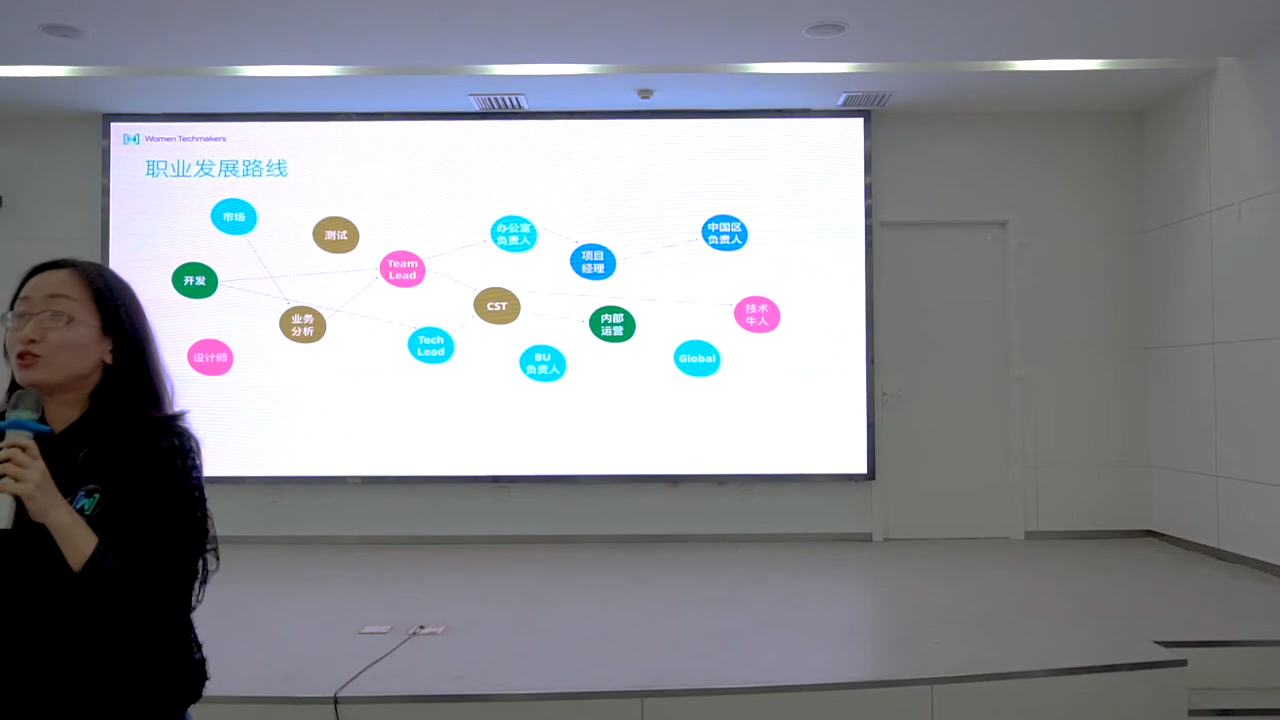 Women Techmakers
职业发展路线
市场
测试
办公室
负责人
中国区
负责人
Team
Lead
项目
经理
开发
业务
分析
CST
内部
运营
技术
牛人
设计师
Tech
Lead
BU
负责人
Global